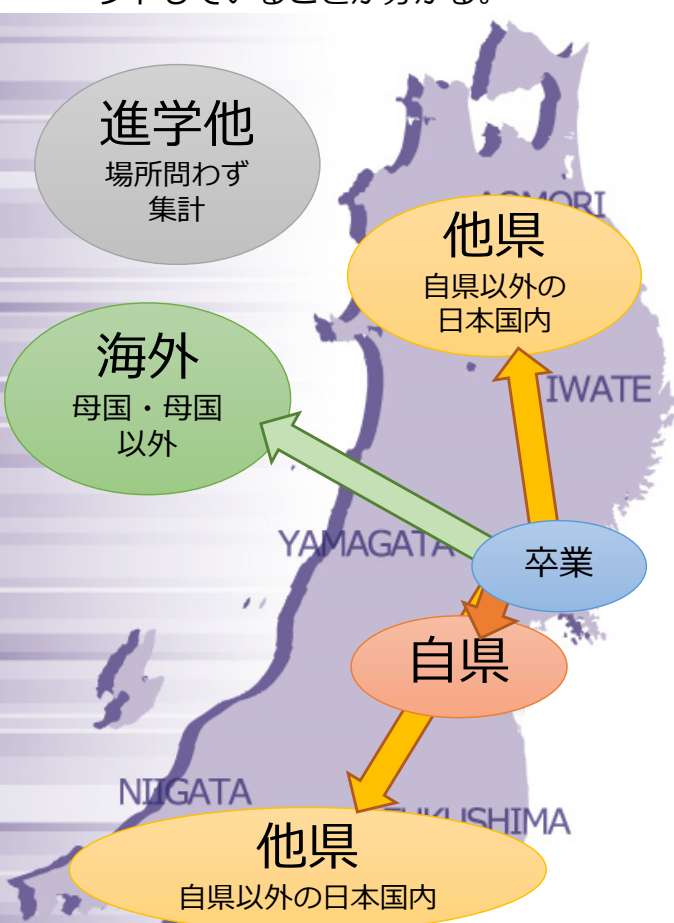 進学他
場所問わず
集計
他県
自県以外の
日本国内
海外
母国・母国
以外
IWATE
YAMAGATA
卒業
自県
NIIGATA
他県
自県以外の日本国内